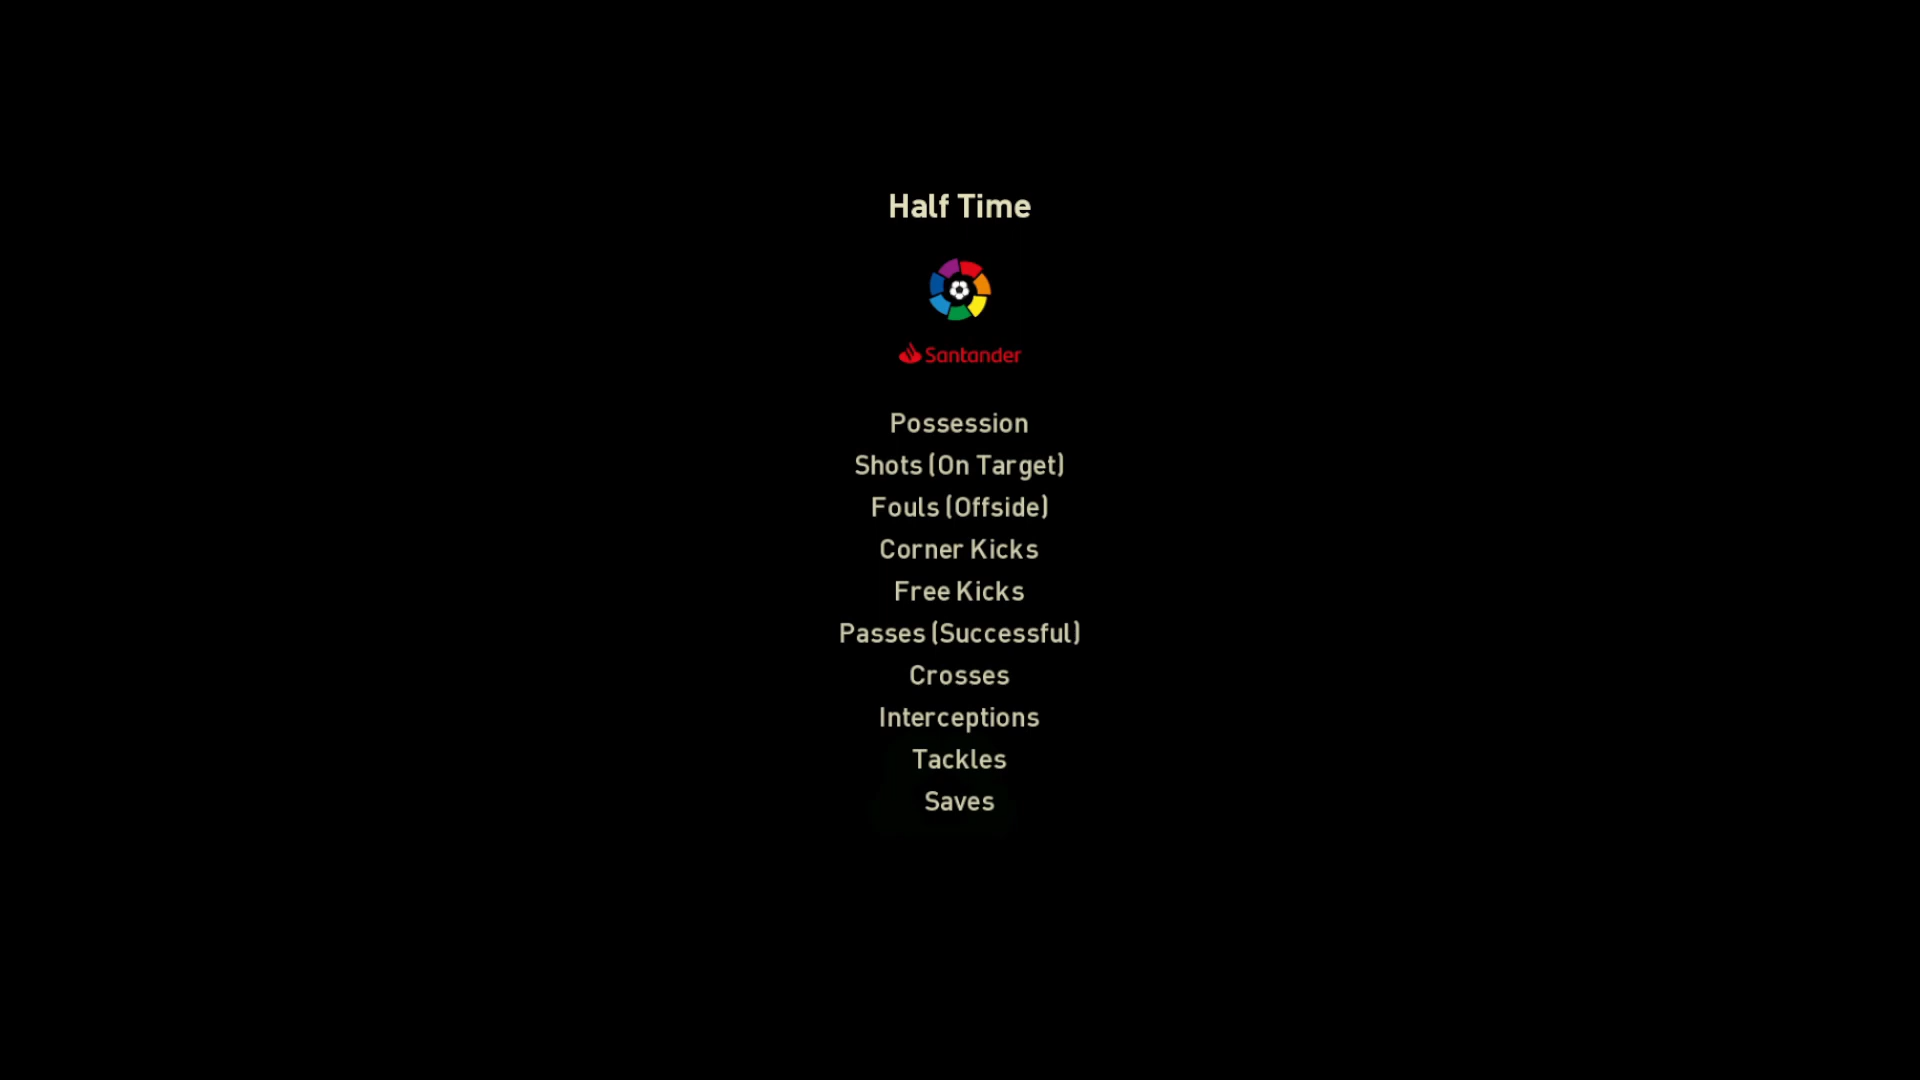 Half Time
Santander
Possession
Shots (On Target)
Fouls (Offside)
Corner Kicks
Free Kicks
Passes (Successful)
Crosses
Interceptions
Tackles
Saves